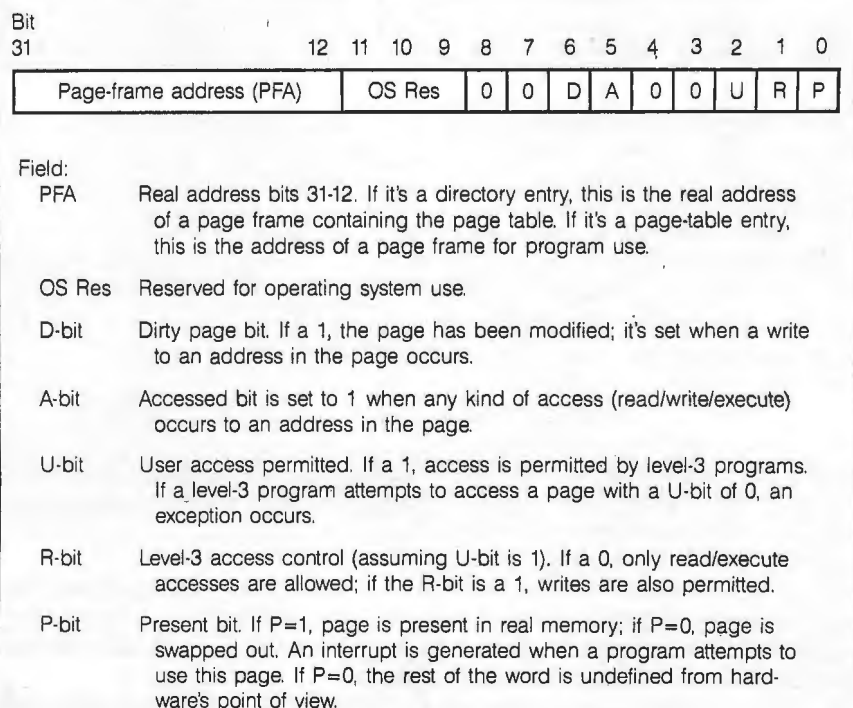 Bit
31 12 11 10 9 8 7 6 5 4 3 2 1 0
Page-frame address (PFA) OS Res 0 0 D A 0 0 U R P
Field:
PFA Real address bits 31-12. If it's a directory entry, this is the real address
of a page frame containing the page table. If it's a page-table entry,
this is the address of a page frame for program use.
OS Res Reserved for operating system use.
D-bit Dirty page bit. If a 1, the page has been modified; it's set when a write
to an address in the page occurs.
A-bit Accessed bit is set to 1 when any kind of access (read/write/execute)
occurs to an address in the page.
U-bit User access permitted. If a 1, access is permitted by level-3 programs.
If a level-3 program attempts to access a page with a U-bit of 0, an
exception occurs.
R-bit Level-3 access control (assuming U-bit is 1). If a 0, only read/execute
accesses are allowed; if the R-bit is a 1, writes are also permitted.
P-bit Present bit. If P=1, page is present in real memory; if P=0, page is
swapped out. An interrupt is generated when a program attempts to
use this page. If P=0, the rest of the word is undefined from hard-
ware's point of view.